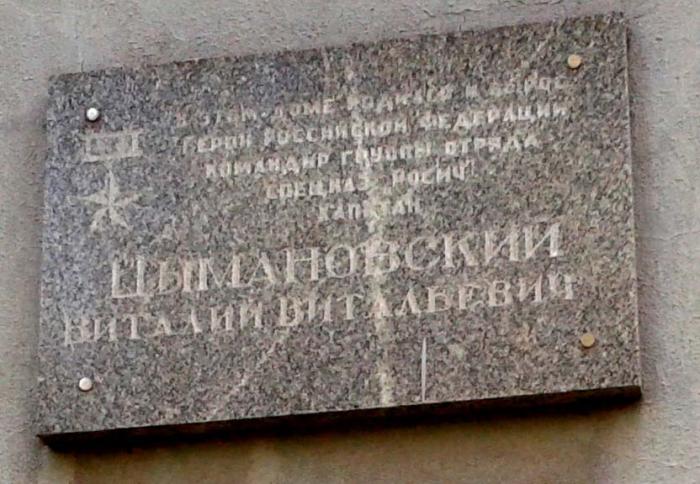 В ЭТОМ ДОМЕ РОДИЛСЯ И ВЫРОС
ГЕРОЙ РОССИЙСКОЙ ФЕДЕРАЦИИ
КОМАНДИР ГРУППЫ ОТРЯДА
СПЕЦНАЗ „РОСИЧ"
КАПИТАН
ЦЫМАНОВСКИЙ
ВИТАЛИЙ ВИТАЛЬЕВИЧ